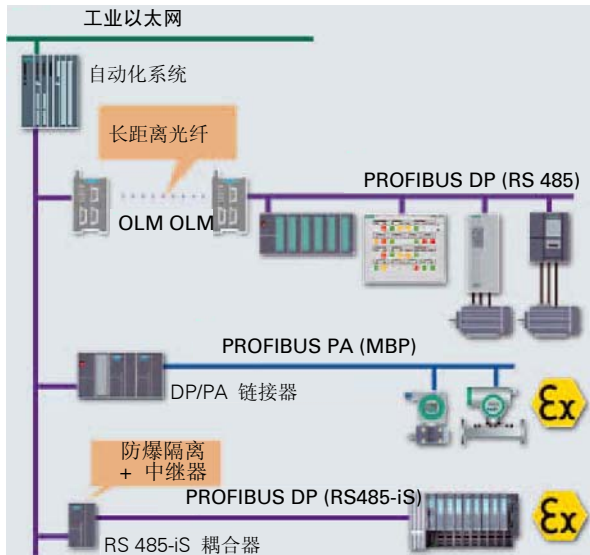 工业以太网
自动化系统
长距离光纤
PROFIBUS DP (RS 485)
OLM OLM
PROFIBUS PA (MBP)
DP/PA 链接器
Ex
防爆隔离
+ 中继器
PROFIBUS DP (RS485-iS)
Ex
RS 485-iS 耦合器